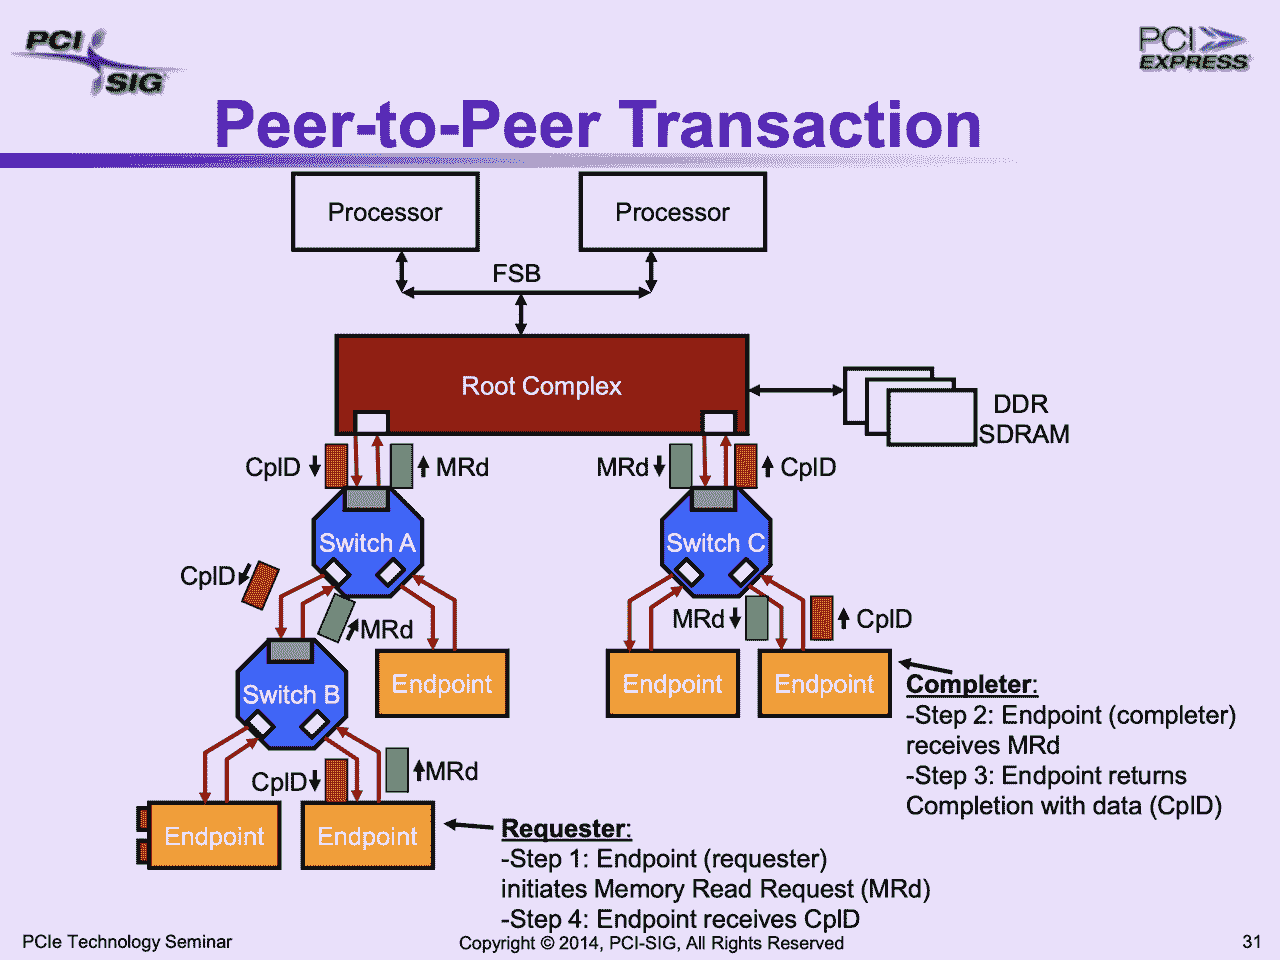 PCI
SIG
PCI
EXPRESS
Peer-to-Peer Transaction
Processor
Processor
FSB
Root Complex
DDR
SDRAM
CplD
MRd
MRd
CplD
Switch A
Switch C
CplD
MRd
MRd
CplD
Switch B
Endpoint
Endpoint
Endpoint
Completer:
-Step 2: Endpoint (completer)
receives MRd
-Step 3: Endpoint returns
Completion with data (CplD)
CplD
MRd
Endpoint
Endpoint
Requester:
-Step 1: Endpoint (requester)
initiates Memory Read Request (MRd)
-Step 4: Endpoint receives CplD
PCIe Technology Seminar
Copyright © 2014, PCI-SIG, All Rights Reserved
31